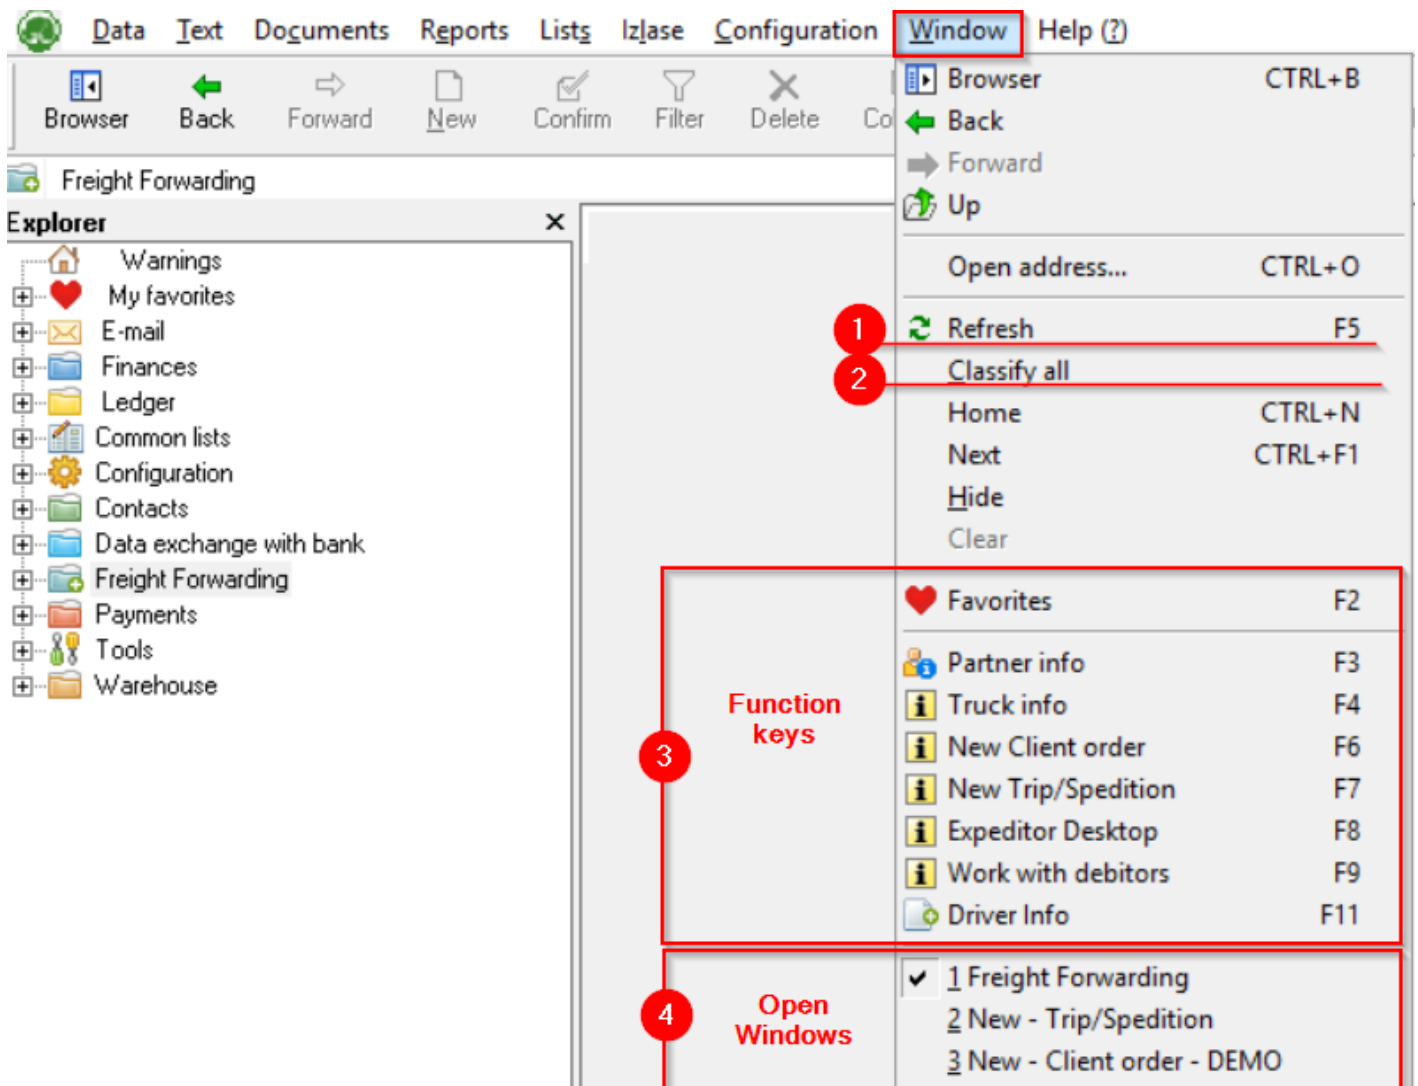 Data Text Documents Reports Lists Izlase Configuration Window Help (?)
Browser Back Forward New Confirm Filter Delete Co
Freight Forwarding
Explorer
Warnings
My favorites
E-mail
Finances
Ledger
Common lists
Configuration
Contacts
Data exchange with bank
Freight Forwarding
Payments
Tools
Warehouse
Browser CTRL+B
Back
Forward
Up
Open address... CTRL+O
1 Refresh F5
2 Classify all
Home CTRL+N
Next CTRL+F1
Hide
Clear
3 Function
keys
Favorites F2
Partner info F3
Truck info F4
New Client order F6
New Trip/Spedition F7
Expeditor Desktop F8
Work with debitors F9
Driver Info F11
4 Open
Windows
1 Freight Forwarding
2 New - Trip/Spedition
3 New - Client order - DEMO